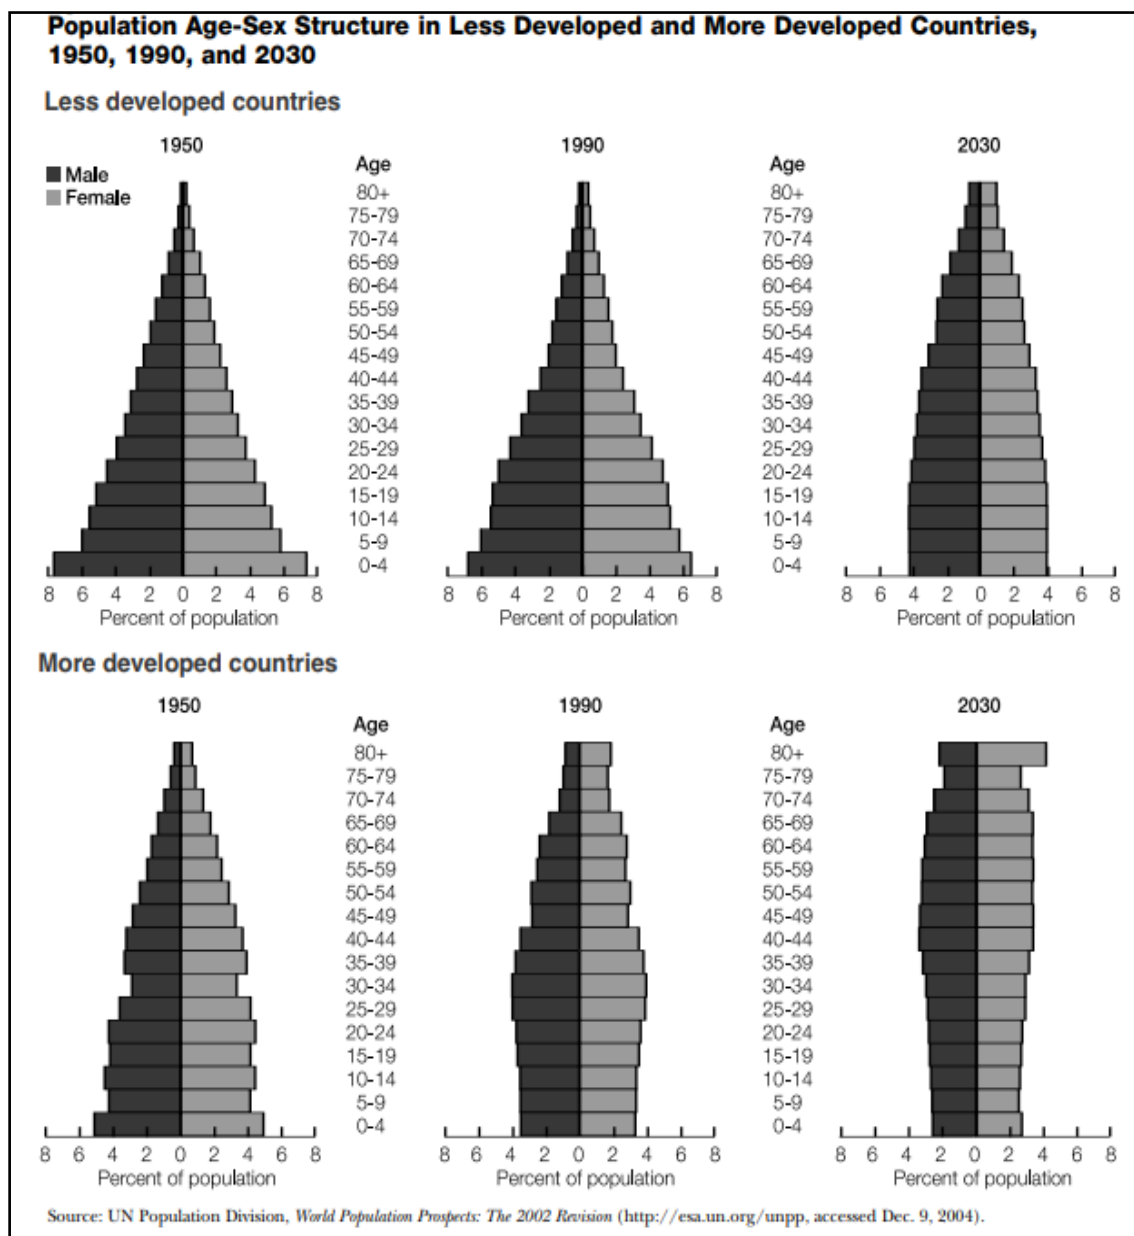 Population Age-Sex Structure in Less Developed and More Developed Countries,
1950, 1990, and 2030
Less developed countries
1950 1990 2030
Male
Female
Age Age
80+ 80+
75-79 75-79
70-74 70-74
65-69 65-69
60-64 60-64
55-59 55-59
50-54 50-54
45-49 45-49
40-44 40-44
35-39 35-39
30-34 30-34
25-29 25-29
20-24 20-24
15-19 15-19
10-14 10-14
5-9 5-9
0-4 0-4
8 6 4 2 0 2 4 6 8 8 6 4 2 0 2 4 6 8 8 6 4 2 0 2 4 6 8
Percent of population Percent of population Percent of population
More developed countries
1950 1990 2030
Age Age
80+ 80+
75-79 75-79
70-74 70-74
65-69 65-69
60-64 60-64
55-59 55-59
50-54 50-54
45-49 45-49
40-44 40-44
35-39 35-39
30-34 30-34
25-29 25-29
20-24 20-24
15-19 15-19
10-14 10-14
5-9 5-9
0-4 0-4
8 6 4 2 0 2 4 6 8 8 6 4 2 0 2 4 6 8 8 6 4 2 0 2 4 6 8
Percent of population Percent of population Percent of population
Source: UN Population Division, World Population Prospects: The 2002 Revision (http://esa.un.org/unpp, accessed Dec. 9, 2004).